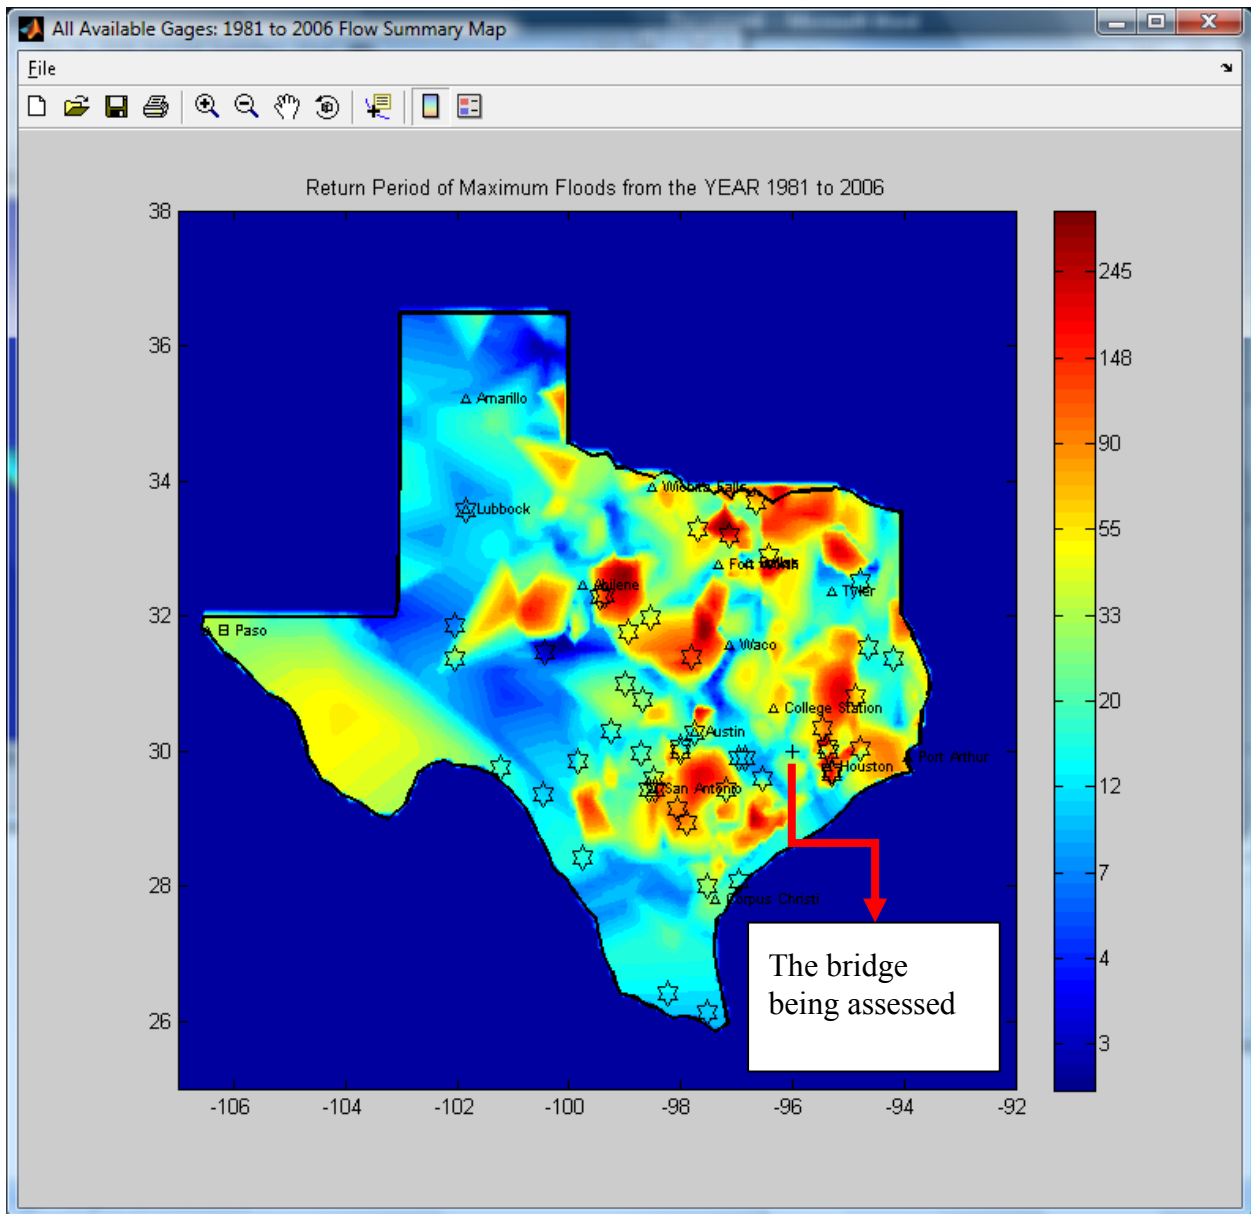 All Available Gages: 1981 to 2006 Flow Summary Map
File
Return Period of Maximum Floods from the YEAR 1981 to 2006
38
36
34
32
30
28
26
-106
-104
-102
-100
-98
-96
-94
-92
245
148
90
55
33
20
12
7
4
3
Amarillo
Wichita Falls
Lubbock
Fort Worth
Abilene
Tyler
El Paso
Waco
College Station
Austin
Port Arthur
Houston
San Antonio
Corpus Christi
The bridge
being assessed